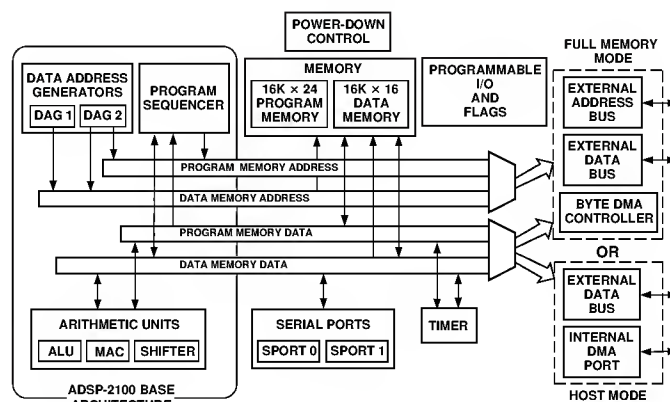 POWER-DOWN
CONTROL
FULL MEMORY
MODE
DATA ADDRESS
GENERATORS
DAG 1
DAG 2
PROGRAM
SEQUENCER
MEMORY
16K × 24
PROGRAM
MEMORY
16K × 16
DATA
MEMORY
PROGRAMMABLE
I/O
AND
FLAGS
EXTERNAL
ADDRESS
BUS
EXTERNAL
DATA
BUS
BYTE DMA
CONTROLLER
PROGRAM MEMORY ADDRESS
DATA MEMORY ADDRESS
PROGRAM MEMORY DATA
DATA MEMORY DATA
OR
EXTERNAL
DATA
BUS
INTERNAL
DMA
PORT
HOST MODE
ARITHMETIC UNITS
ALU
MAC
SHIFTER
SERIAL PORTS
SPORT 0
SPORT 1
TIMER
ADSP-2100 BASE
ARCHITECTURE